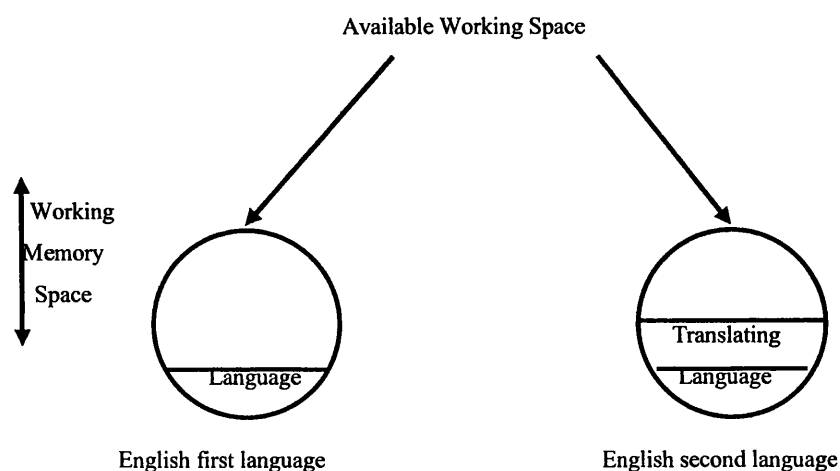 Available Working Space
Working
Memory
Space
Language
Translating
Language
English first language
English second language